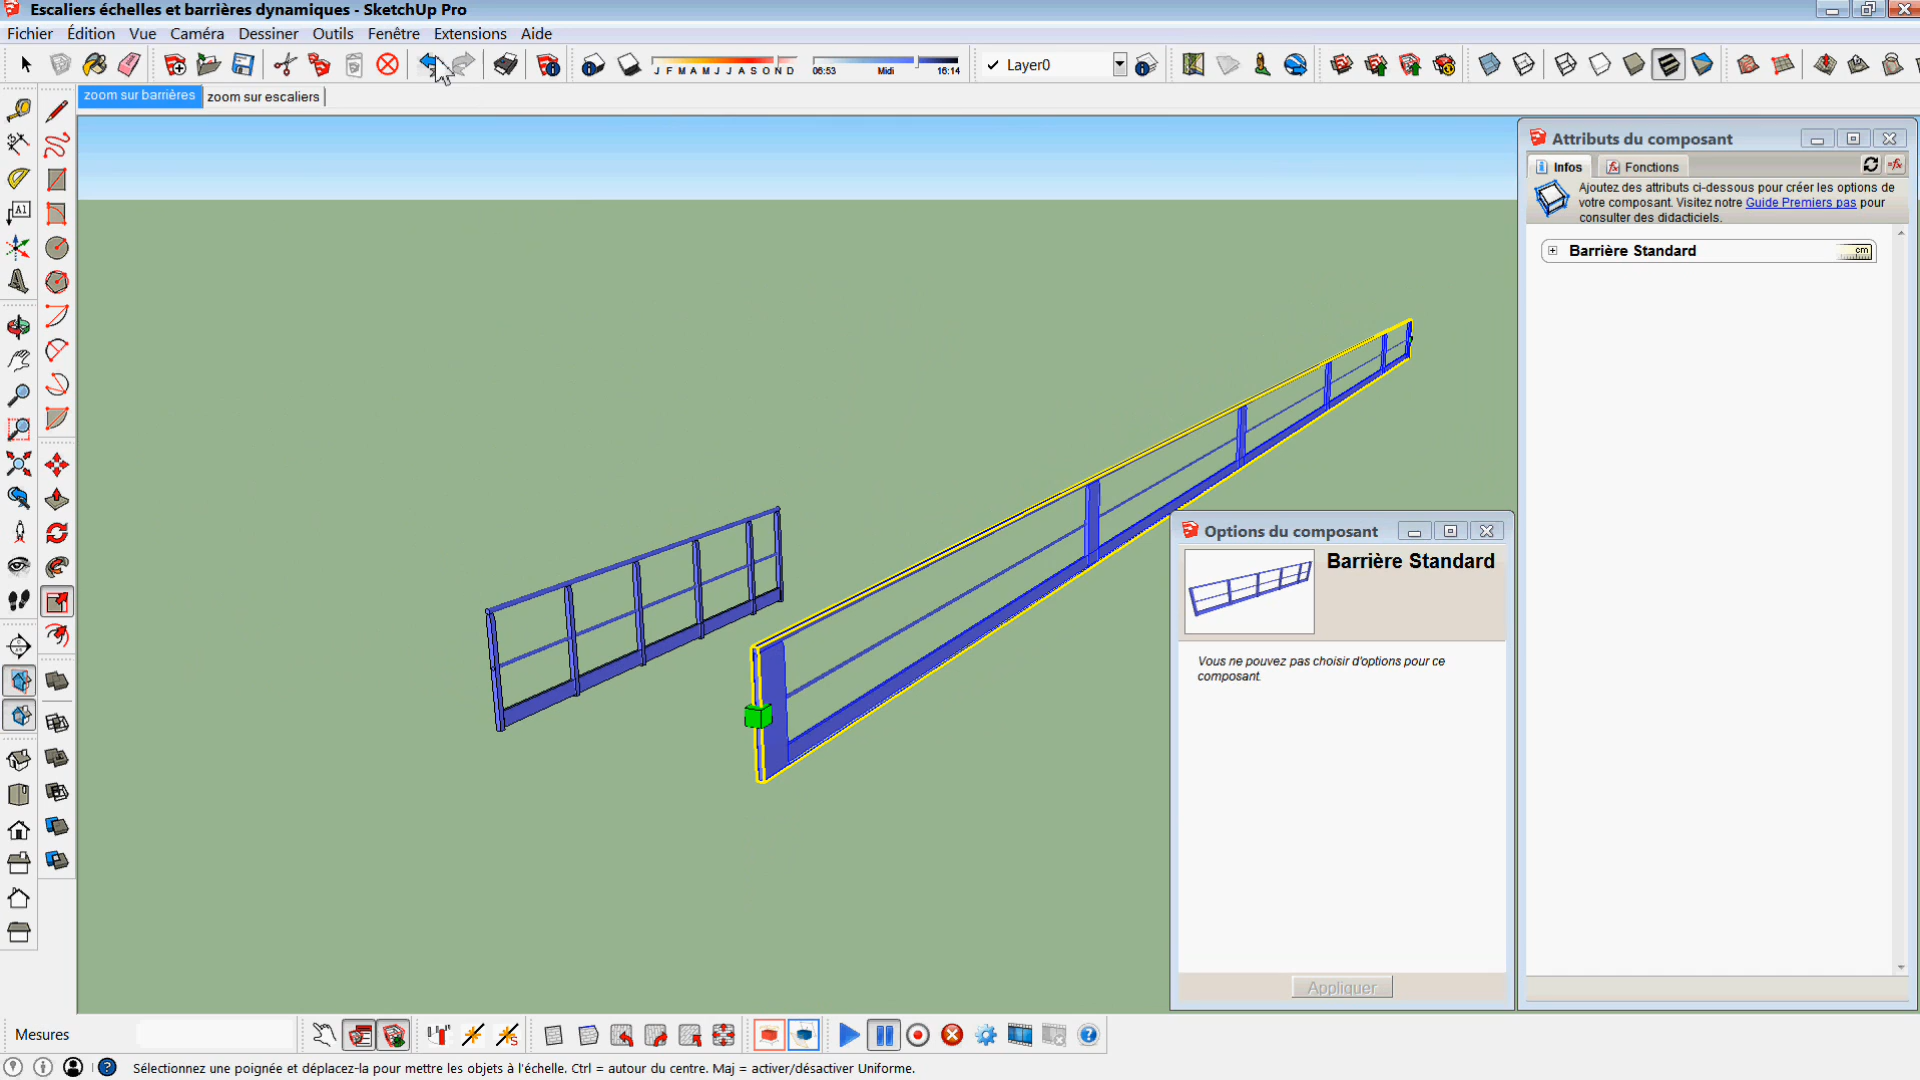 Escaliers échelles et barrières dynamiques - SketchUp Pro
Fichier Édition Vue Caméra Dessiner Outils Fenêtre Extensions Aide
J F M A M J J A S O N D 06:53 Midi 16:14 Layer0
zoom sur barrières zoom sur escaliers
Attributs du composant
Infos Fonctions
Ajoutez des attributs ci-dessous pour créer les options de
votre composant. Visitez notre Guide Premiers pas pour
consulter des didacticiels.
Barrière Standard cm
Options du composant
Barrière Standard
Vous ne pouvez pas choisir d'options pour ce
composant.
Appliquer
Mesures
Sélectionnez une poignée et déplacez-la pour mettre les objets à l'échelle. Ctrl = autour du centre. Maj = activer/désactiver Uniforme.